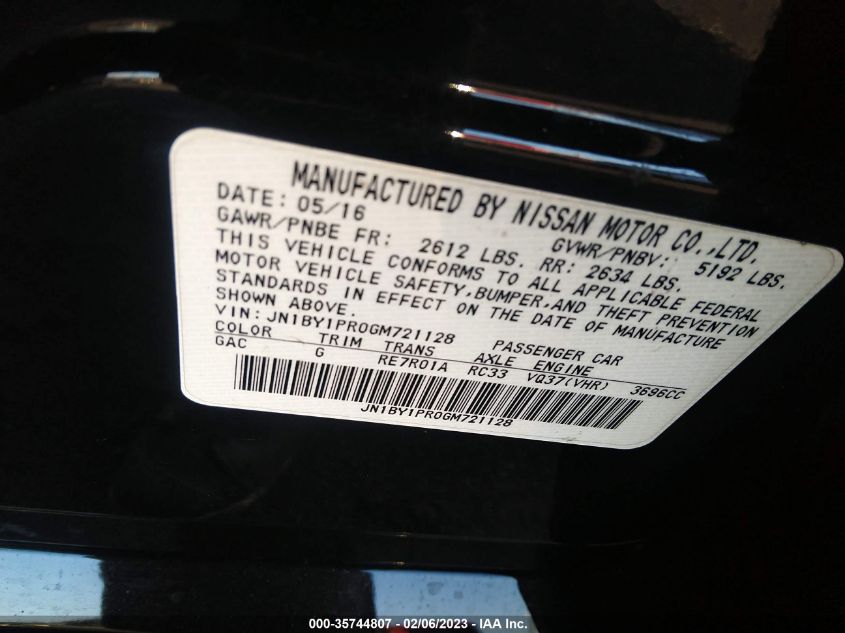 MANUFACTURED BY NISSAN MOTOR CO.,LTD.
DATE: 05/16 GVWR/PNBV: 5192 LBS.
GAWR/PNBE FR: 2612 LBS. RR: 2634 LBS.
THIS VEHICLE CONFORMS TO ALL APPLICABLE FEDERAL
MOTOR VEHICLE SAFETY,BUMPER,AND THEFT PREVENTION
STANDARDS IN EFFECT ON THE DATE OF MANUFACTURE
SHOWN ABOVE.
VIN: JN1BY1PR0GM721128 PASSENGER CAR
COLOR TRIM TRANS AXLE ENGINE
GAC G RE7R01A RC33 VQ37(VHR) 3696CC
JN1BY1PR0GM721128
000-35744807 - 02/06/2023 - IAA Inc.